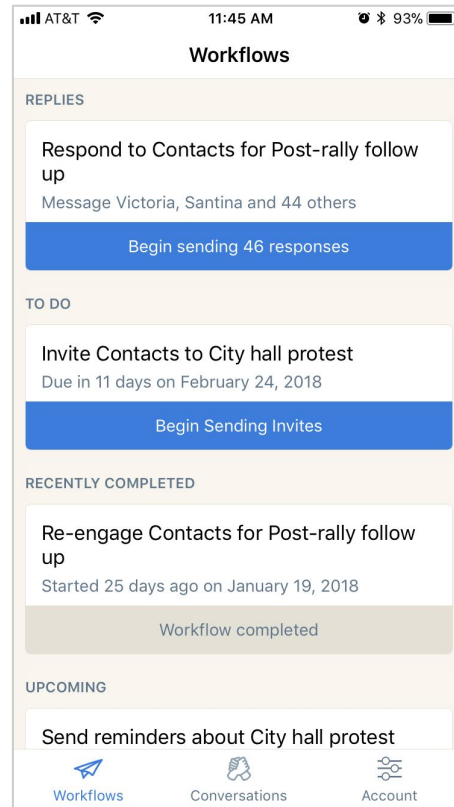 AT&T 11:45 AM 93%
Workflows
REPLIES
Respond to Contacts for Post-rally follow
up
Message Victoria, Santina and 44 others
Begin sending 46 responses
TO DO
Invite Contacts to City hall protest
Due in 11 days on February 24, 2018
Begin Sending Invites
RECENTLY COMPLETED
Re-engage Contacts for Post-rally follow
up
Started 25 days ago on January 19, 2018
Workflow completed
UPCOMING
Send reminders about City hall protest
Workflows Conversations Account